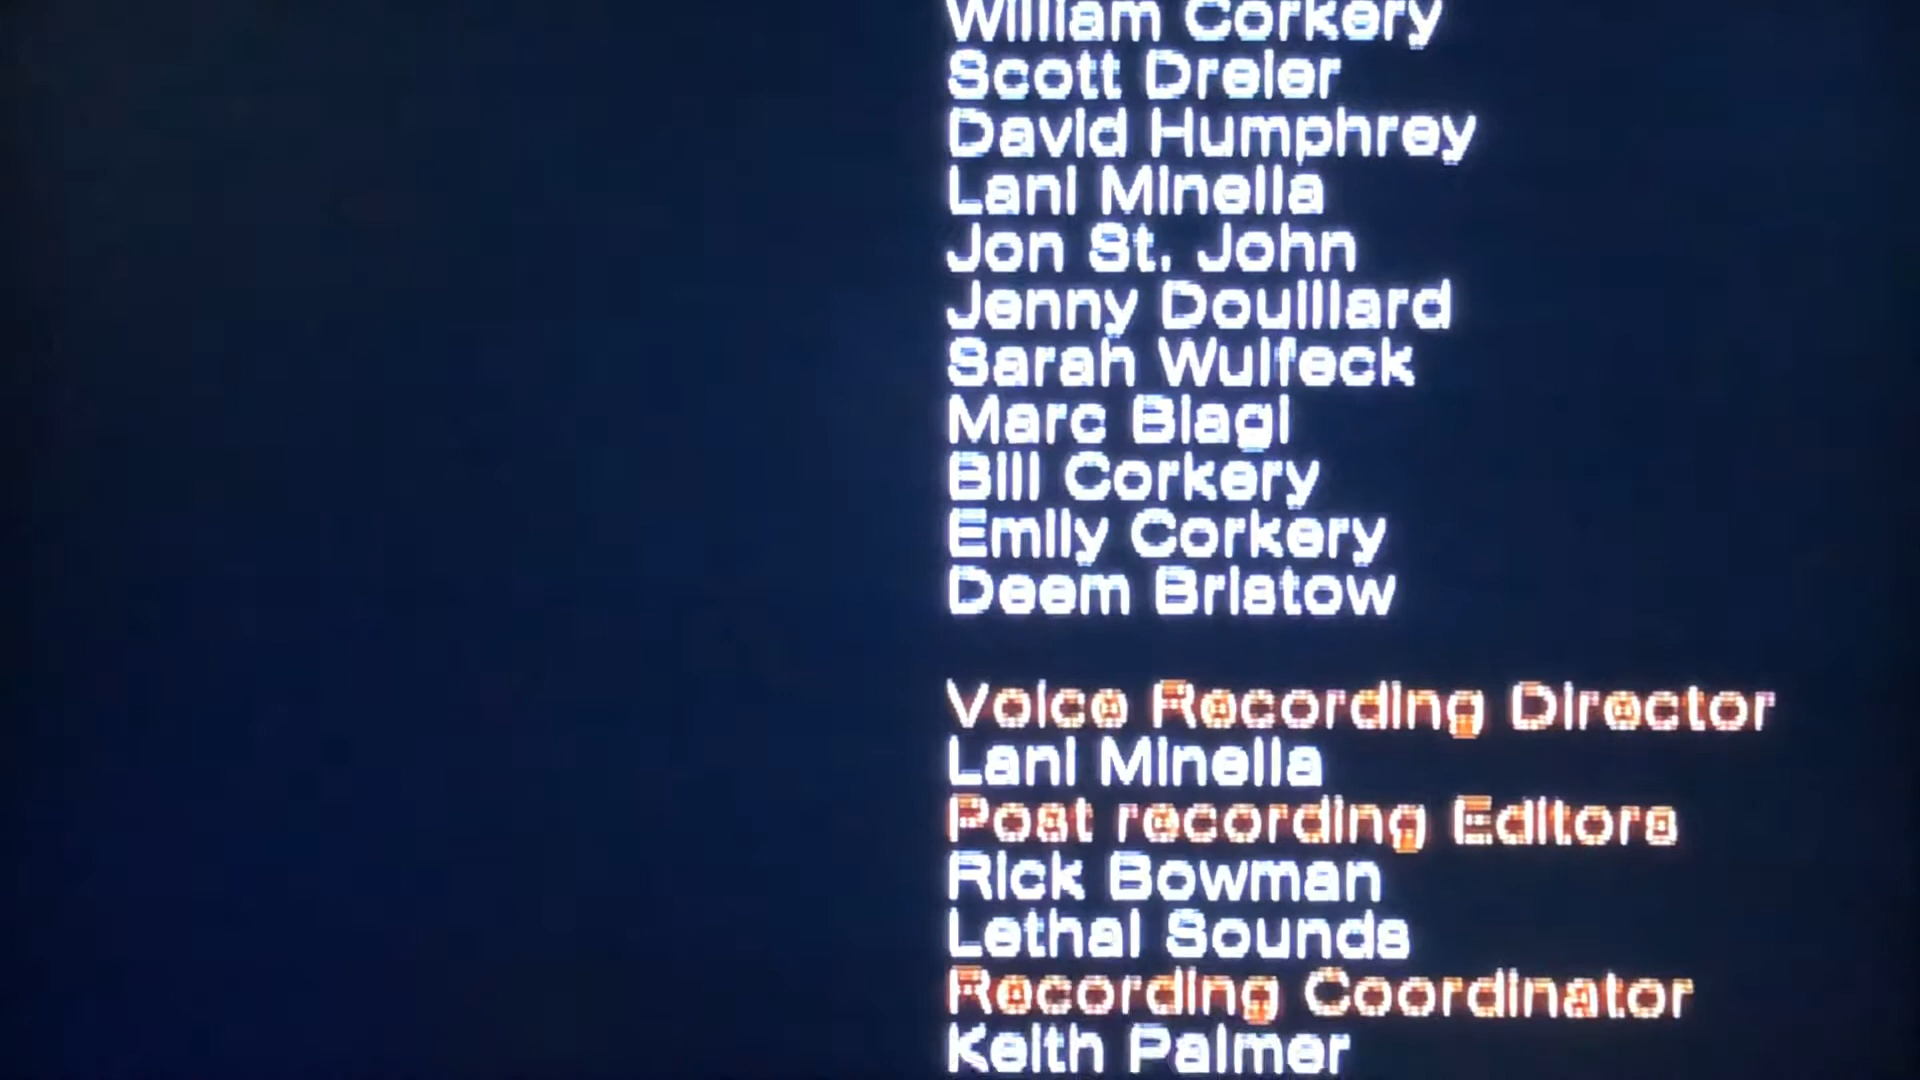 William Corkery
Scott Dreier
David Humphrey
Lani Minella
Jon St. John
Jenny Douillard
Sarah Wulfeck
Marc Biagi
Bill Corkery
Emily Corkery
Deem Bristow
Voice Recording Director
Lani Minella
Post recording Editors
Rick Bowman
Lethal Sounds
Recording Coordinator
Keith Palmer